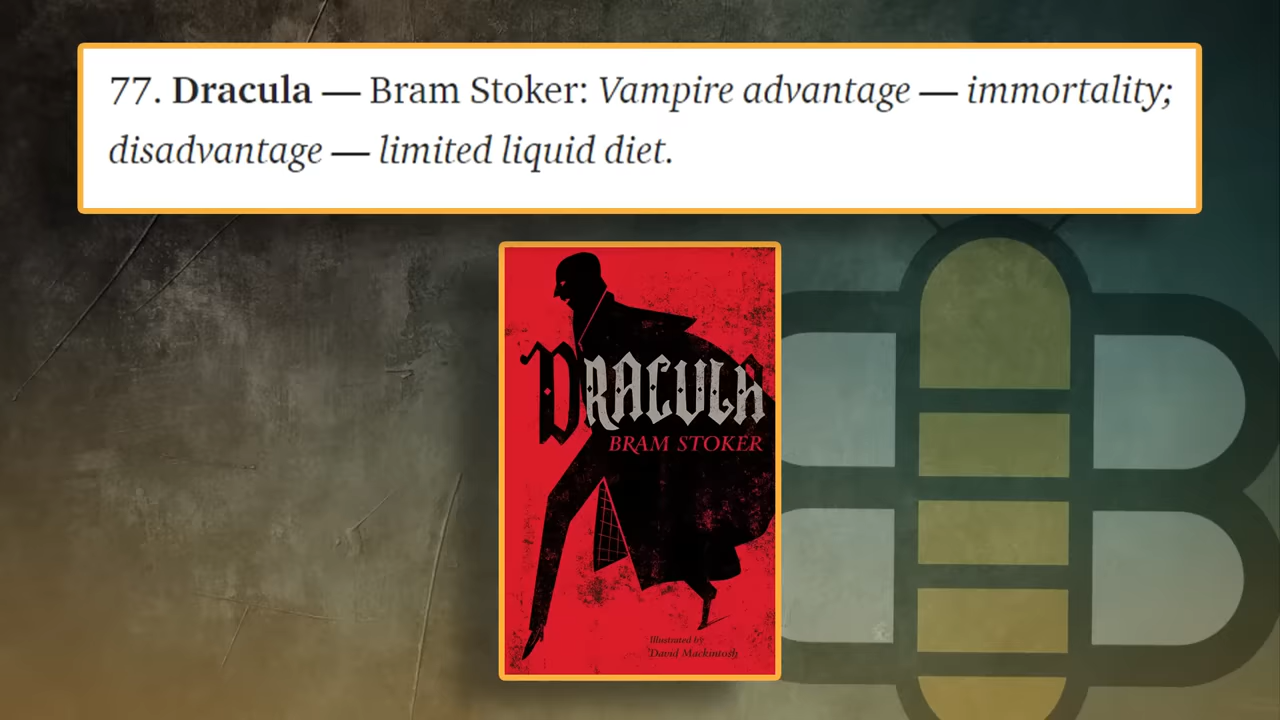 77. Dracula — Bram Stoker: Vampire advantage — immortality;
disadvantage — limited liquid diet.
DRACULA
BRAM STOKER
Illustrated by
David Mackintosh